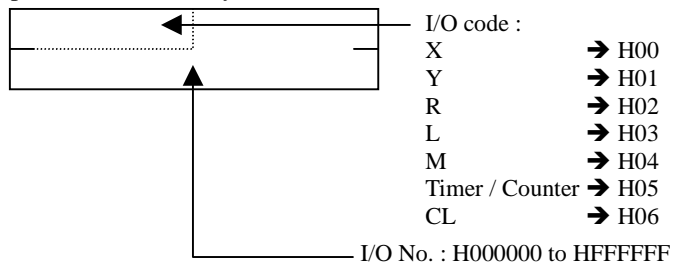 I/O code :
X ➔ H00
Y ➔ H01
R ➔ H02
L ➔ H03
M ➔ H04
Timer / Counter ➔ H05
CL ➔ H06
I/O No. : H000000 to HFFFFFF